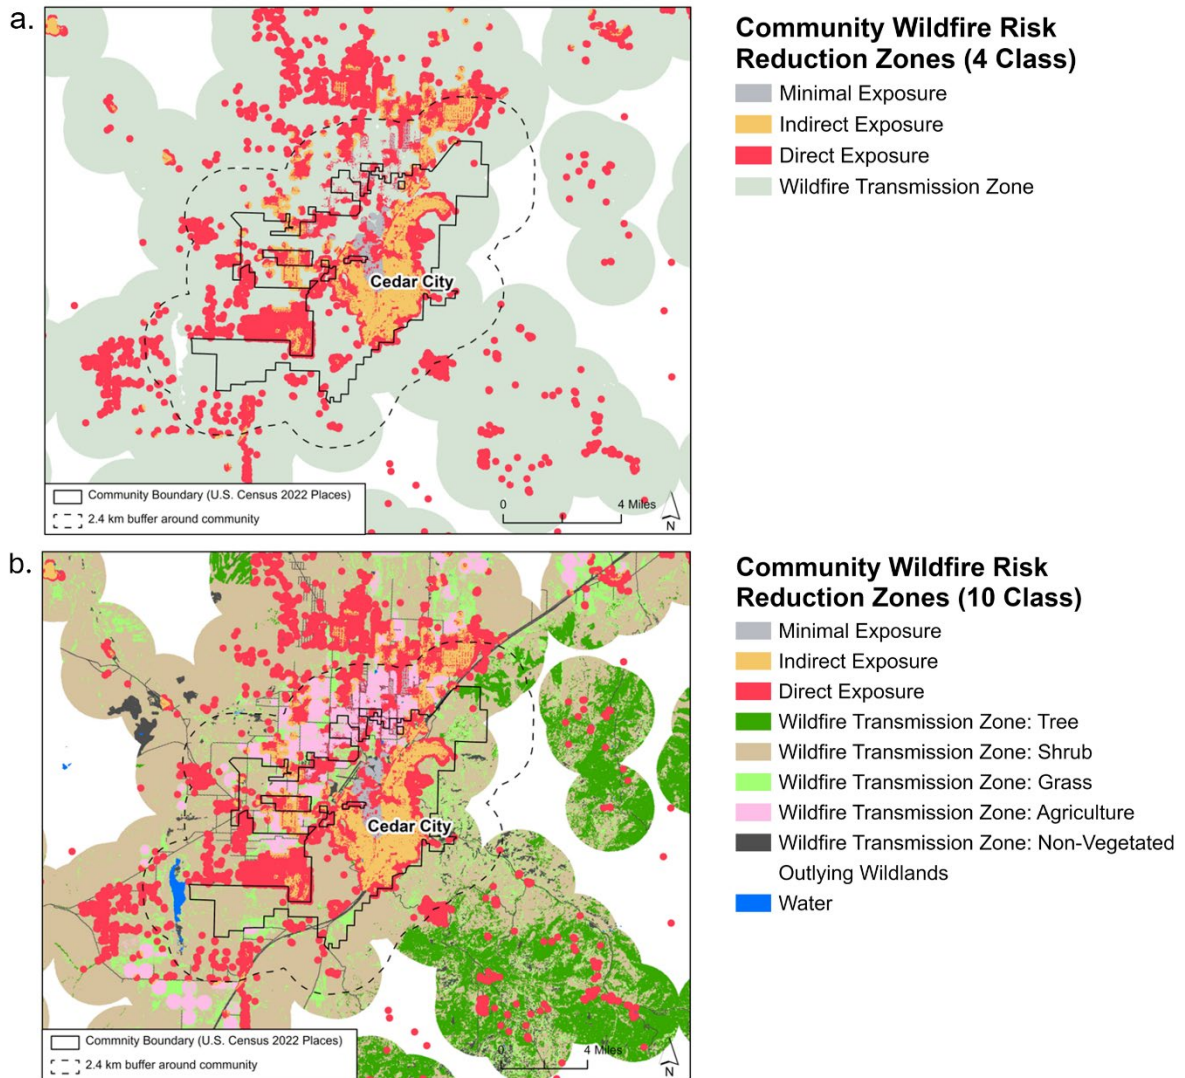 a.
Cedar City
Community Boundary (U.S. Census 2022 Places)
2.4 km buffer around community
0 4 Miles
N
Community Wildfire Risk
Reduction Zones (4 Class)
Minimal Exposure
Indirect Exposure
Direct Exposure
Wildfire Transmission Zone
b.
Cedar City
Commnity Boundary (U.S. Census 2022 Places)
2.4 km buffer around community
0 4 Miles
N
Community Wildfire Risk
Reduction Zones (10 Class)
Minimal Exposure
Indirect Exposure
Direct Exposure
Wildfire Transmission Zone: Tree
Wildfire Transmission Zone: Shrub
Wildfire Transmission Zone: Grass
Wildfire Transmission Zone: Agriculture
Wildfire Transmission Zone: Non-Vegetated
Outlying Wildlands
Water